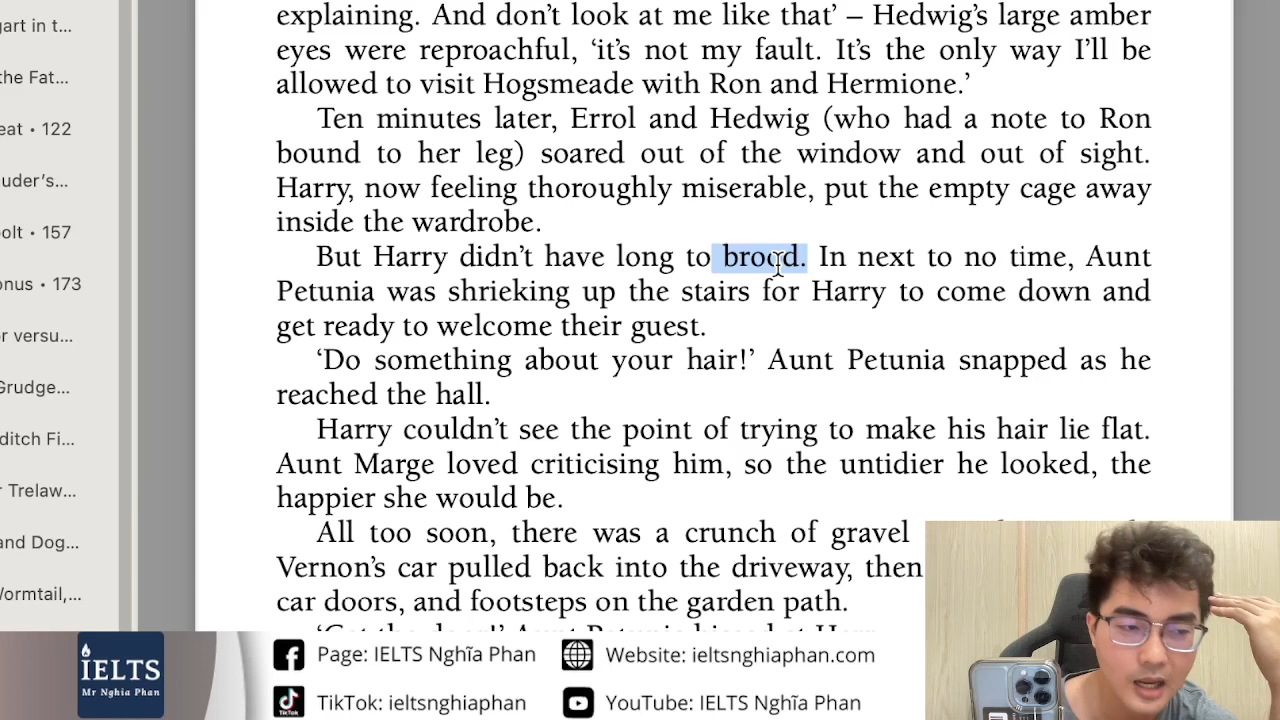 explaining. And don't look at me like that' – Hedwig's large amber
eyes were reproachful, 'it's not my fault. It's the only way I'll be
allowed to visit Hogsmeade with Ron and Hermione.'
Ten minutes later, Errol and Hedwig (who had a note to Ron
bound to her leg) soared out of the window and out of sight.
Harry, now feeling thoroughly miserable, put the empty cage away
inside the wardrobe.
But Harry didn't have long to brood. In next to no time, Aunt
Petunia was shrieking up the stairs for Harry to come down and
get ready to welcome their guest.
'Do something about your hair!' Aunt Petunia snapped as he
reached the hall.
Harry couldn't see the point of trying to make his hair lie flat.
Aunt Marge loved criticising him, so the untidier he looked, the
happier she would be.
All too soon, there was a crunch of gravel
Vernon's car pulled back into the driveway, then
car doors, and footsteps on the garden path.
gart in t...
the Fat...
eat • 122
uder's...
olt • 157
onus • 173
r versu...
Grudge...
ditch Fi...
r Trelaw...
and Dog...
Wormtail,...
IELTS
Mr Nghia Phan
Page: IELTS Nghĩa Phan
Website: ieltsnghiaphan.com
TikTok: ieltsnghiaphan
YouTube: IELTS Nghĩa Phan